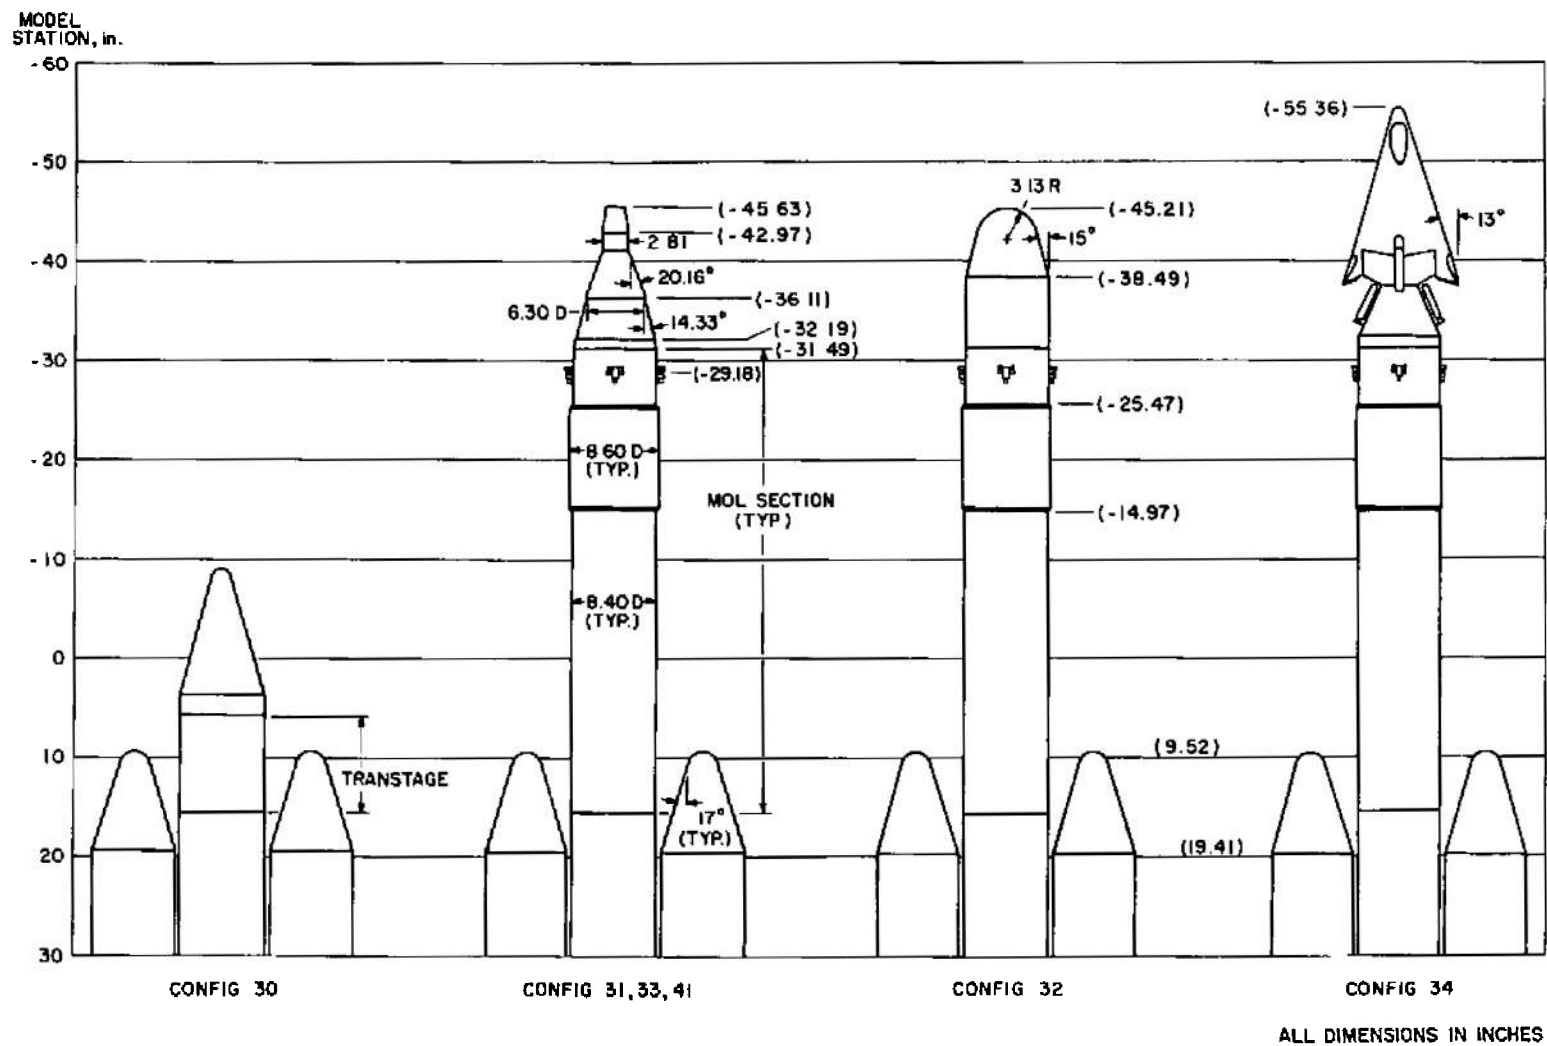 MODEL
STATION, in.
-60
-50
-40
-30
-20
-10
0
10
20
30
(-45 63)
(-42.97)
2 81
20.16°
(-36 11)
6.30 D
14.33°
(-32 19)
(-31 49)
(-29.18)
8 60 D
(TYP.)
MOL SECTION
(TYP)
8.40 D
(TYP.)
TRANSTAGE
17°
(TYP.)
3 13 R
(-45.21)
15°
(-38.49)
(-25.47)
(-14.97)
(9.52)
(19.41)
(-55 36)
13°
CONFIG 30
CONFIG 31, 33, 41
CONFIG 32
CONFIG 34
ALL DIMENSIONS IN INCHES